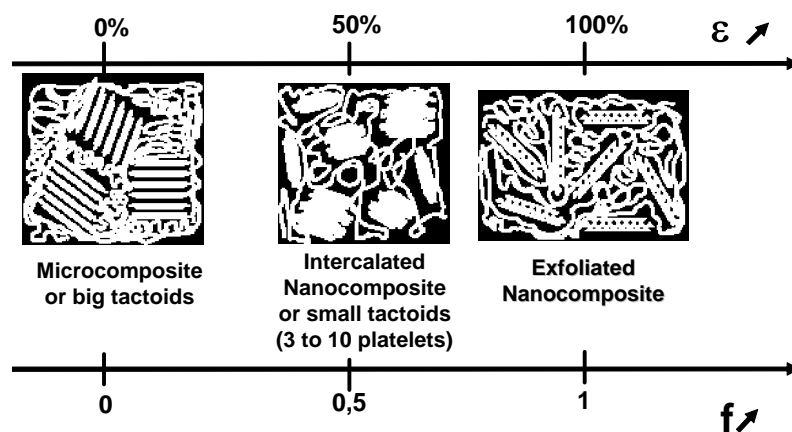 0% 50% 100% ε
Microcomposite
or big tactoids
Intercalated
Nanocomposite
or small tactoids
(3 to 10 platelets)
Exfoliated
Nanocomposite
0 0,5 1 f